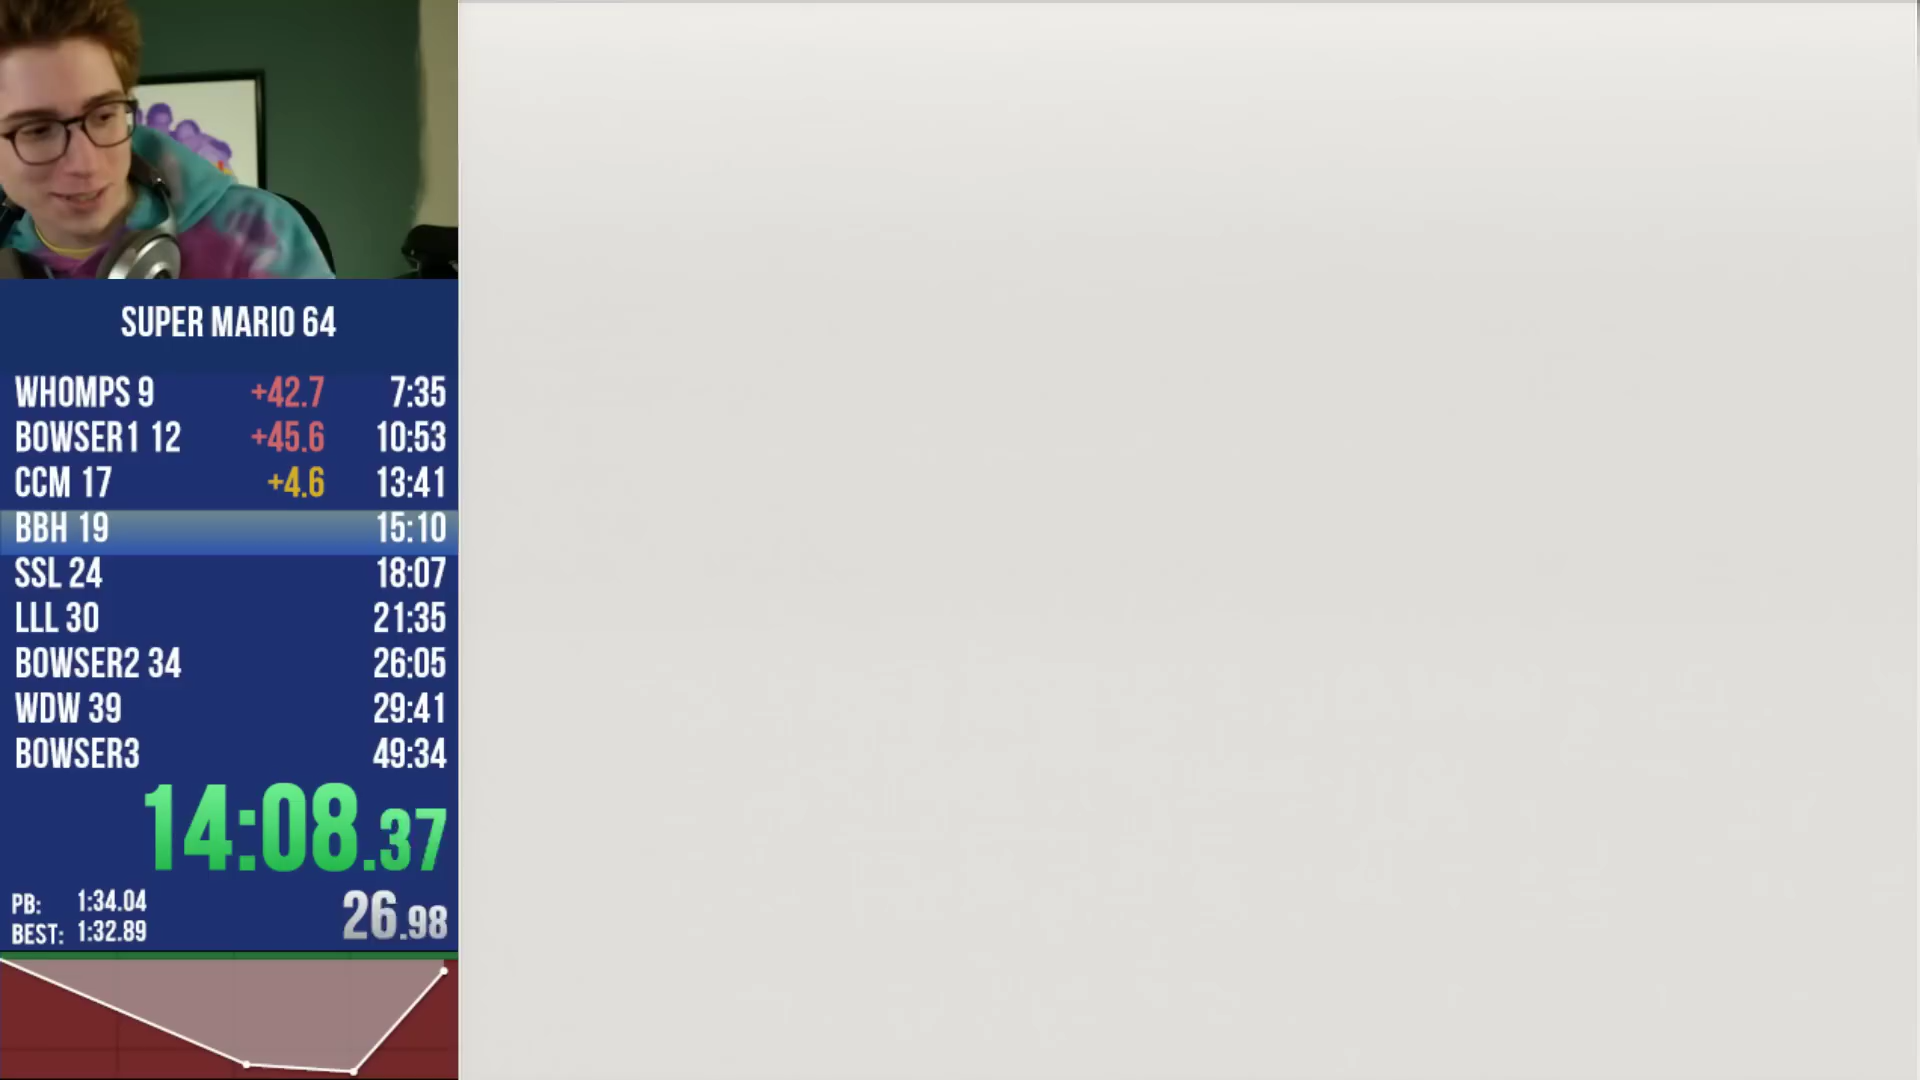 SUPER MARIO 64
WHOMPS 9 +42.7 7:35
BOWSER1 12 +45.6 10:53
CCM 17 +4.6 13:41
BBH 19 15:10
SSL 24 18:07
LLL 30 21:35
BOWSER2 34 26:05
WDW 39 29:41
BOWSER3 49:34
14:08.37
PB: 1:34.04 26.98
BEST: 1:32.89